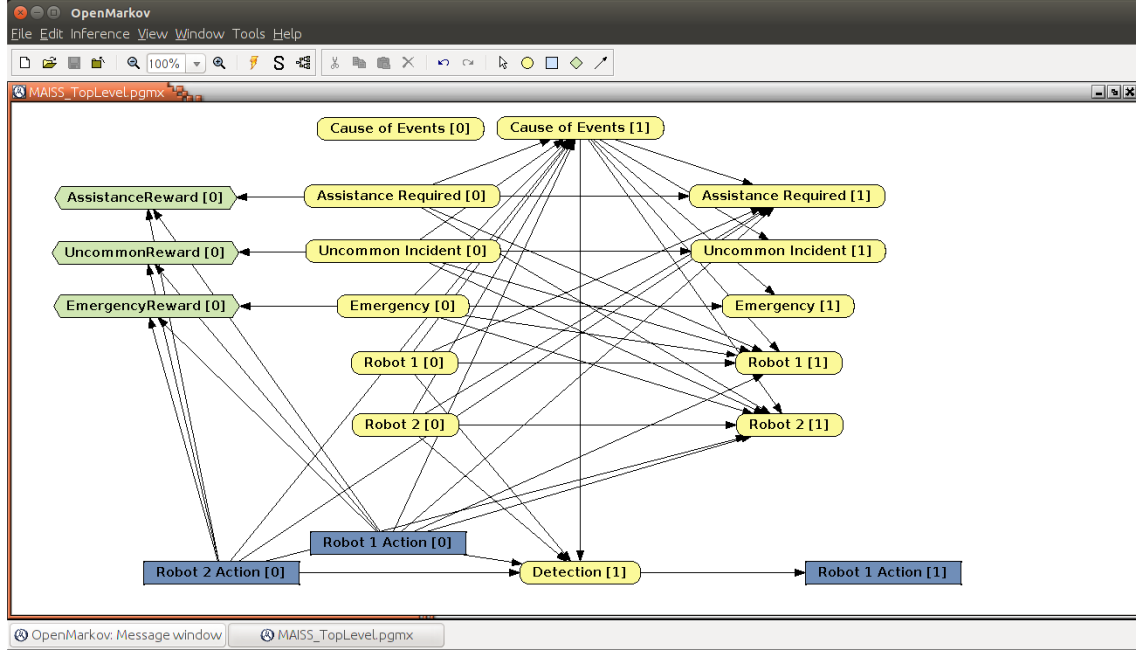 OpenMarkov
File Edit Inference View Window Tools Help
100%
MAISS_TopLevel.pgmx
Cause of Events [0]
Cause of Events [1]
AssistanceReward [0]
Assistance Required [0]
Assistance Required [1]
UncommonReward [0]
Uncommon Incident [0]
Uncommon Incident [1]
EmergencyReward [0]
Emergency [0]
Emergency [1]
Robot 1 [0]
Robot 1 [1]
Robot 2 [0]
Robot 2 [1]
Robot 1 Action [0]
Robot 2 Action [0]
Detection [1]
Robot 1 Action [1]
OpenMarkov: Message window
MAISS_TopLevel.pgmx